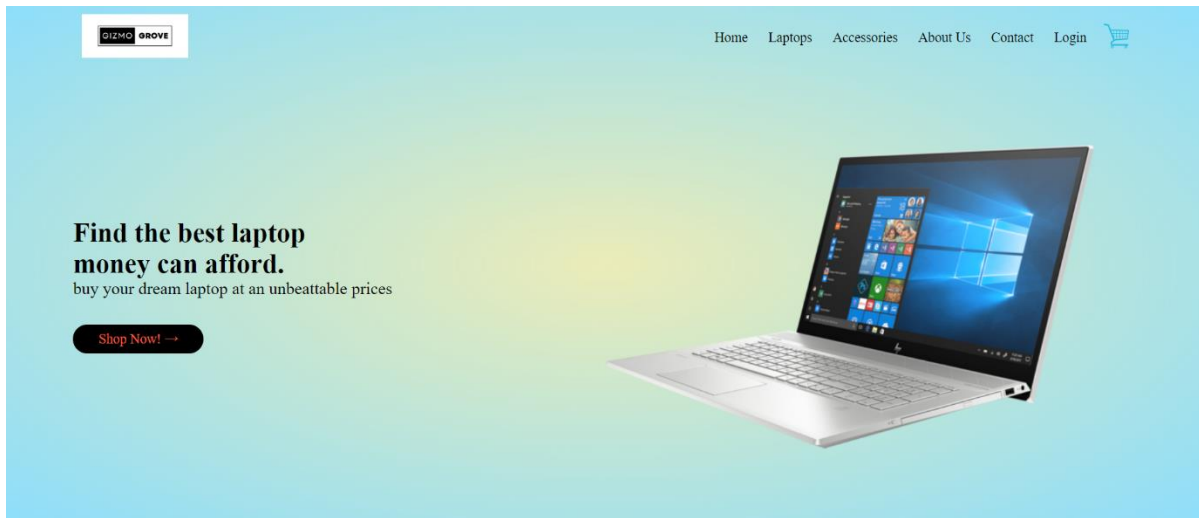 GIZMO GROVE
Home Laptops Accessories About Us Contact Login
Find the best laptop
money can afford.
buy your dream laptop at an unbeattable prices
Shop Now! →
hp